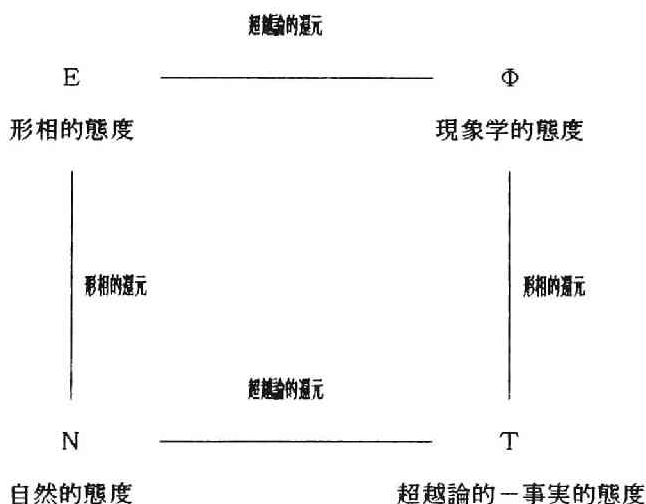 超越論的還元
E Φ
形相的態度 現象学的態度
形相的還元 形相的還元
超越論的還元
N T
自然的態度 超越論的－事実的態度